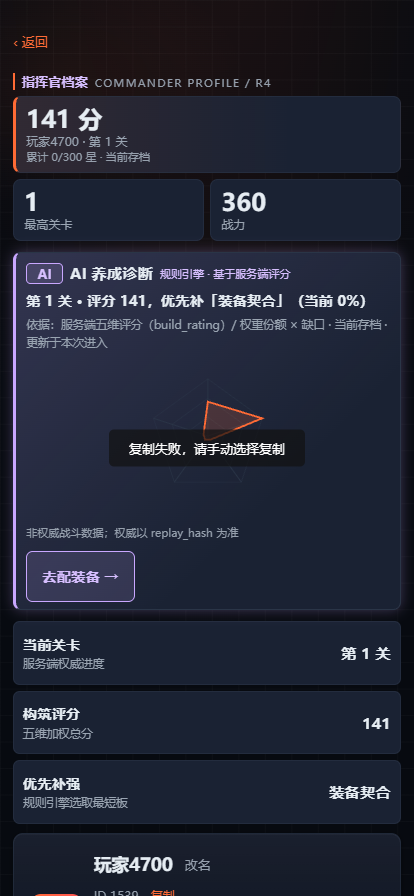 ‹ 返回
指挥官档案 COMMANDER PROFILE / R4
141 分
玩家4700 · 第 1 关
累计 0/300 星 · 当前存档
1
最高关卡
360
战力
AI AI 养成诊断 规则引擎 · 基于服务端评分
第 1 关 • 评分 141，优先补「装备契合」（当前 0%）
依据：服务端五维评分（build_rating）/ 权重份额 × 缺口 · 当前存档 ·
更新于本次进入
复制失败，请手动选择复制
非权威战斗数据；权威以 replay_hash 为准
去配装备 →
当前关卡
服务端权威进度
第 1 关
构筑评分
五维加权总分
141
优先补强
规则引擎选取最短板
装备契合
玩家4700 改名
ID 1539 复制